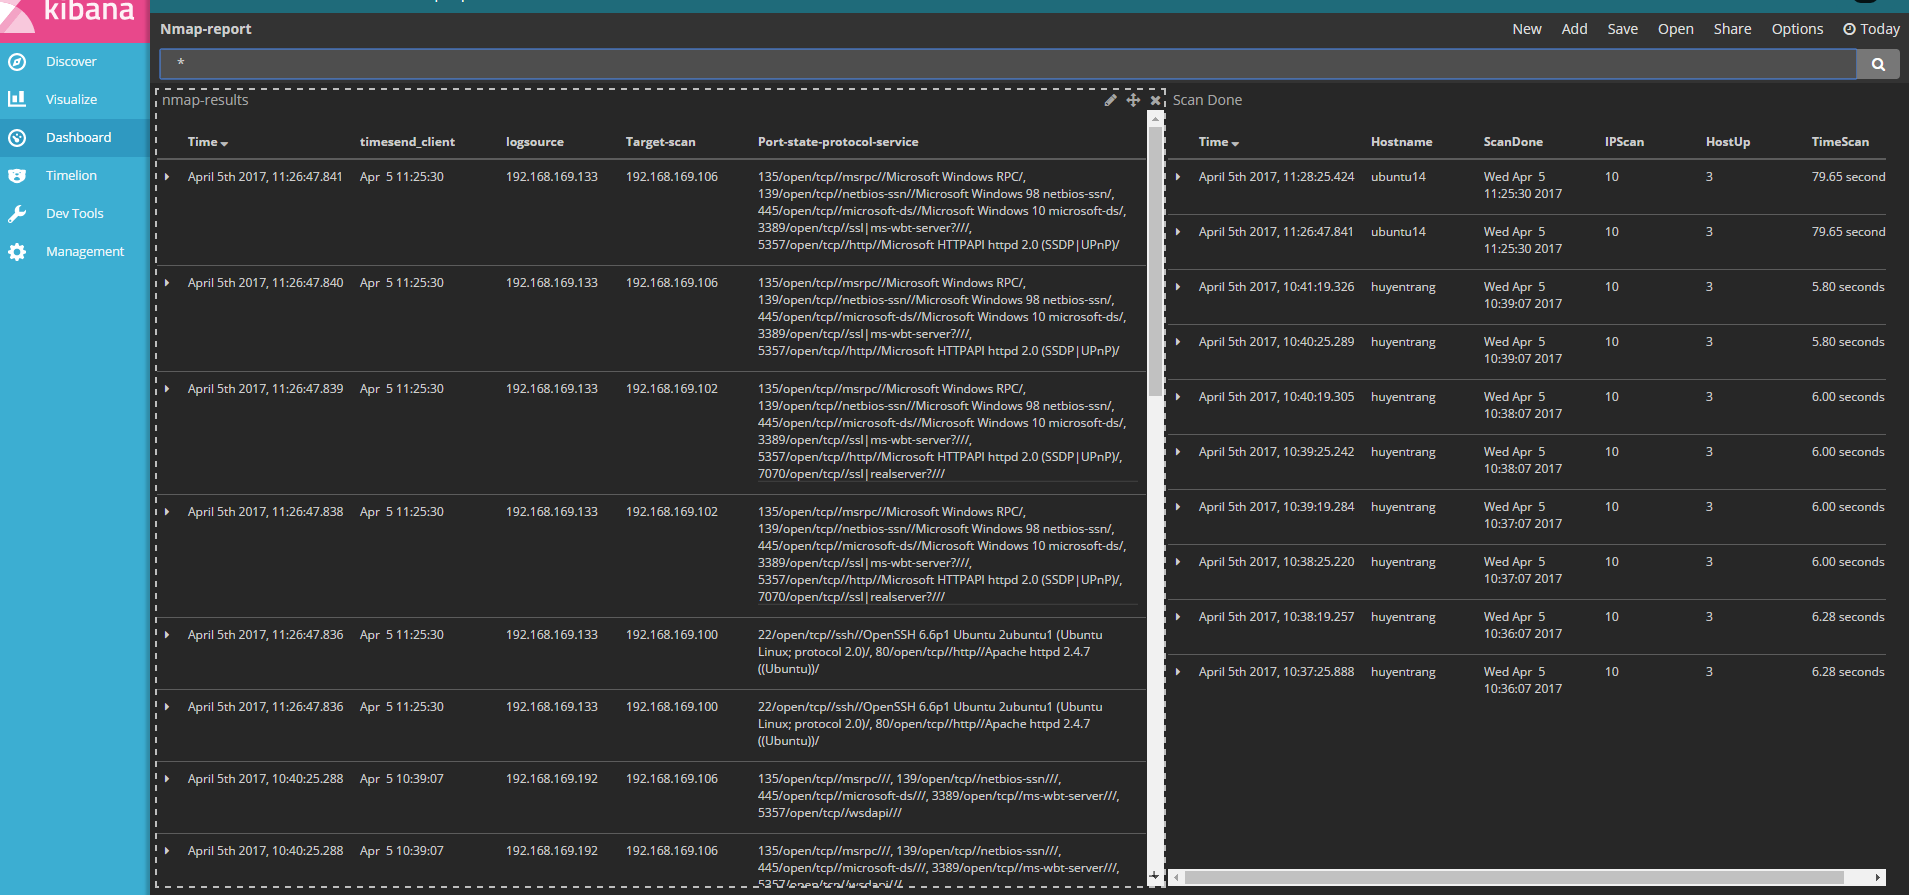 kibana
Discover
Visualize
Dashboard
Timelion
Dev Tools
Management
Nmap-report
New Add Save Open Share Options Today
*
nmap-results
Time timesend_client logsource Target-scan Port-state-protocol-service
April 5th 2017, 11:26:47.841 Apr 5 11:25:30 192.168.169.133 192.168.169.106 135/open/tcp//msrpc//Microsoft Windows RPC/,
139/open/tcp//netbios-ssn//Microsoft Windows 98 netbios-ssn/,
445/open/tcp//microsoft-ds//Microsoft Windows 10 microsoft-ds/,
3389/open/tcp//ssl|ms-wbt-server?///,
5357/open/tcp//http//Microsoft HTTPAPI httpd 2.0 (SSDP|UPnP)/
April 5th 2017, 11:26:47.840 Apr 5 11:25:30 192.168.169.133 192.168.169.106 135/open/tcp//msrpc//Microsoft Windows RPC/,
139/open/tcp//netbios-ssn//Microsoft Windows 98 netbios-ssn/,
445/open/tcp//microsoft-ds//Microsoft Windows 10 microsoft-ds/,
3389/open/tcp//ssl|ms-wbt-server?///,
5357/open/tcp//http//Microsoft HTTPAPI httpd 2.0 (SSDP|UPnP)/
April 5th 2017, 11:26:47.839 Apr 5 11:25:30 192.168.169.133 192.168.169.102 135/open/tcp//msrpc//Microsoft Windows RPC/,
139/open/tcp//netbios-ssn//Microsoft Windows 98 netbios-ssn/,
445/open/tcp//microsoft-ds//Microsoft Windows 10 microsoft-ds/,
3389/open/tcp//ssl|ms-wbt-server?///,
5357/open/tcp//http//Microsoft HTTPAPI httpd 2.0 (SSDP|UPnP)/,
7070/open/tcp//ssl|realserver?///
April 5th 2017, 11:26:47.838 Apr 5 11:25:30 192.168.169.133 192.168.169.102 135/open/tcp//msrpc//Microsoft Windows RPC/,
139/open/tcp//netbios-ssn//Microsoft Windows 98 netbios-ssn/,
445/open/tcp//microsoft-ds//Microsoft Windows 10 microsoft-ds/,
3389/open/tcp//ssl|ms-wbt-server?///,
5357/open/tcp//http//Microsoft HTTPAPI httpd 2.0 (SSDP|UPnP)/,
7070/open/tcp//ssl|realserver?///
April 5th 2017, 11:26:47.836 Apr 5 11:25:30 192.168.169.133 192.168.169.100 22/open/tcp//ssh//OpenSSH 6.6p1 Ubuntu 2ubuntu1 (Ubuntu
Linux; protocol 2.0)/, 80/open/tcp//http//Apache httpd 2.4.7
((Ubuntu))/
April 5th 2017, 11:26:47.836 Apr 5 11:25:30 192.168.169.133 192.168.169.100 22/open/tcp//ssh//OpenSSH 6.6p1 Ubuntu 2ubuntu1 (Ubuntu
Linux; protocol 2.0)/, 80/open/tcp//http//Apache httpd 2.4.7
((Ubuntu))/
April 5th 2017, 10:40:25.288 Apr 5 10:39:07 192.168.169.192 192.168.169.106 135/open/tcp//msrpc///, 139/open/tcp//netbios-ssn///,
445/open/tcp//microsoft-ds///, 3389/open/tcp//ms-wbt-server///,
5357/open/tcp//wsdapi///
April 5th 2017, 10:40:25.288 Apr 5 10:39:07 192.168.169.192 192.168.169.106 135/open/tcp//msrpc///, 139/open/tcp//netbios-ssn///,
445/open/tcp//microsoft-ds///, 3389/open/tcp//ms-wbt-server///,
5357/open/tcp//wsdapi///
Scan Done
Time Hostname ScanDone IPScan HostUp TimeScan
April 5th 2017, 11:28:25.424 ubuntu14 Wed Apr 5 10 3 79.65 second
11:25:30 2017
April 5th 2017, 11:26:47.841 ubuntu14 Wed Apr 5 10 3 79.65 second
11:25:30 2017
April 5th 2017, 10:41:19.326 huyentrang Wed Apr 5 10 3 5.80 seconds
10:39:07 2017
April 5th 2017, 10:40:25.289 huyentrang Wed Apr 5 10 3 5.80 seconds
10:39:07 2017
April 5th 2017, 10:40:19.305 huyentrang Wed Apr 5 10 3 6.00 seconds
10:38:07 2017
April 5th 2017, 10:39:25.242 huyentrang Wed Apr 5 10 3 6.00 seconds
10:38:07 2017
April 5th 2017, 10:39:19.284 huyentrang Wed Apr 5 10 3 6.00 seconds
10:37:07 2017
April 5th 2017, 10:38:25.220 huyentrang Wed Apr 5 10 3 6.00 seconds
10:37:07 2017
April 5th 2017, 10:38:19.257 huyentrang Wed Apr 5 10 3 6.28 seconds
10:36:07 2017
April 5th 2017, 10:37:25.888 huyentrang Wed Apr 5 10 3 6.28 seconds
10:36:07 2017